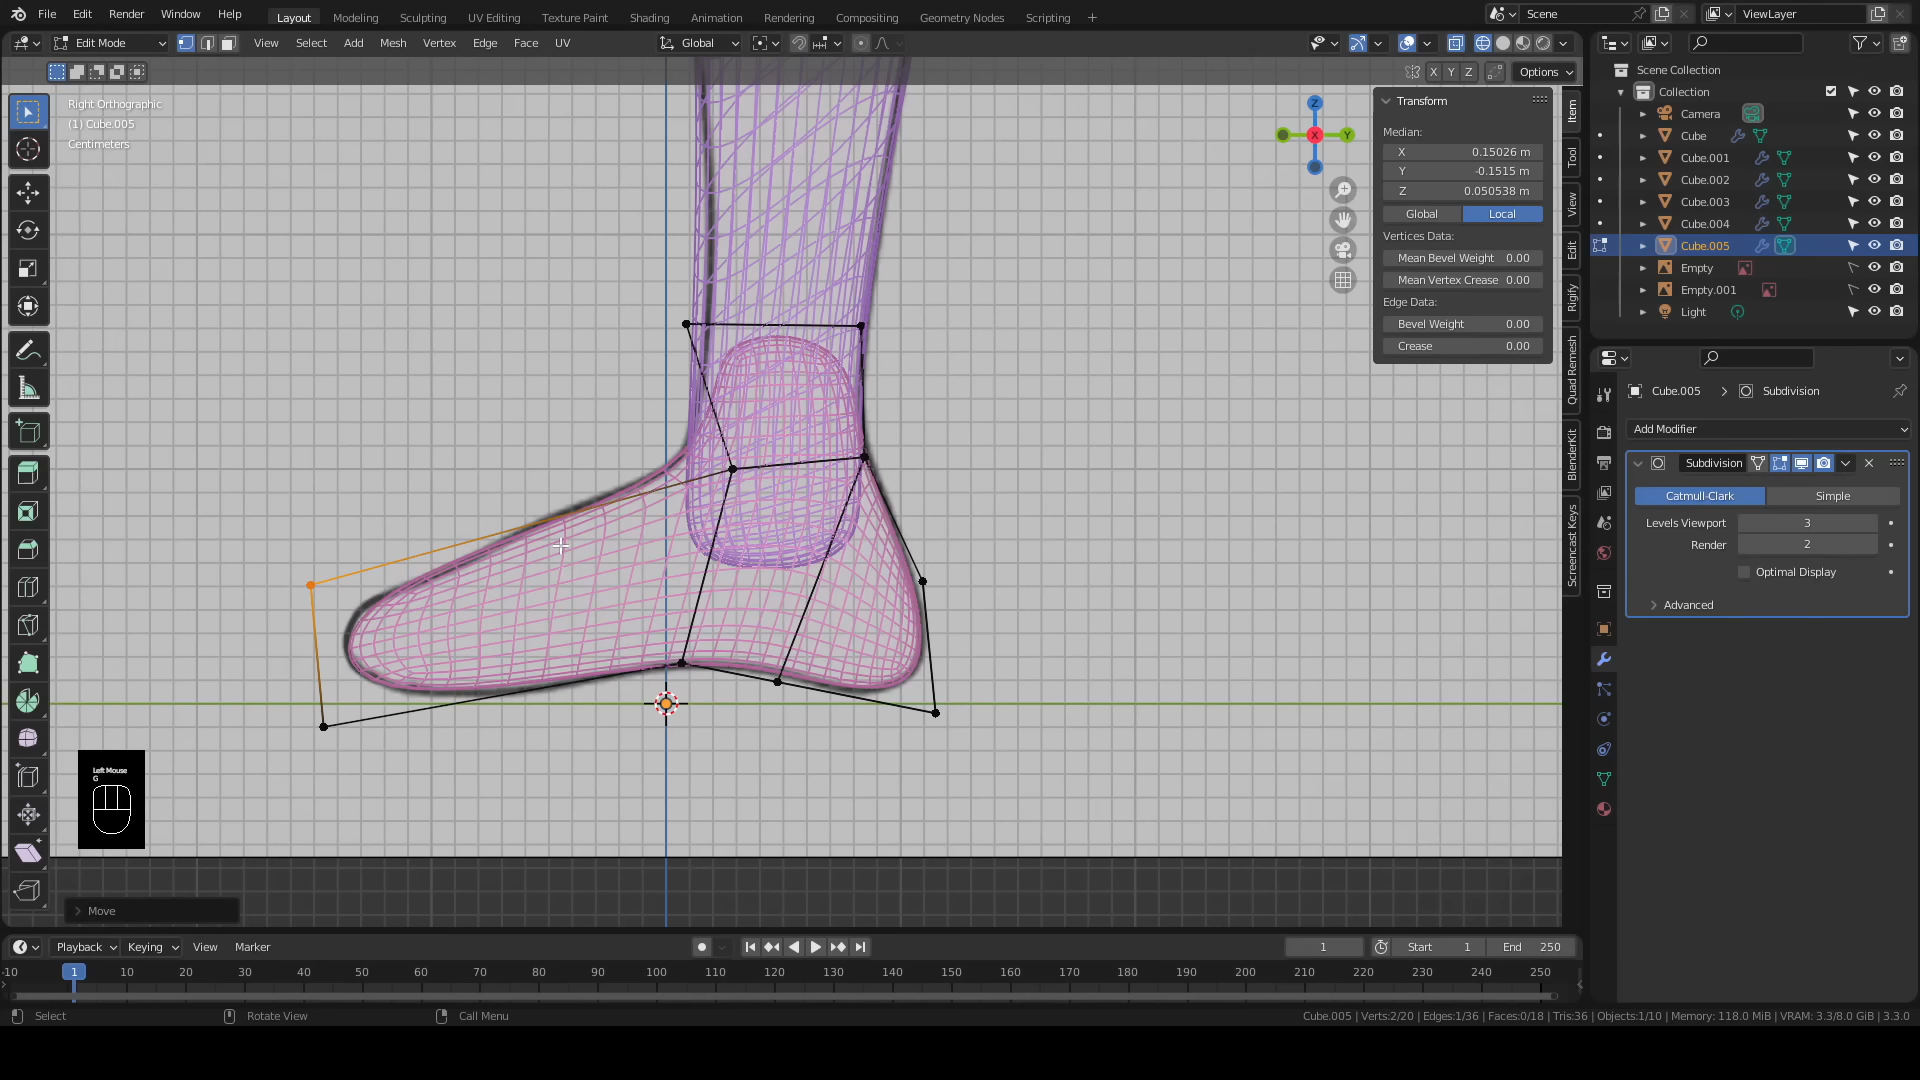 File Edit Render Window Help Layout Modeling Sculpting UV Editing Texture Paint Shading Animation Rendering Compositing Geometry Nodes Scripting + Scene ViewLayer
Edit Mode View Select Add Mesh Vertex Edge Face UV Global
X Y Z Options
Right Orthographic
(1) Cube.005
Centimeters
Z
X
Y
Transform
Median:
X 0.15026 m
Y -0.1515 m
Z 0.050538 m
Global Local
Vertices Data:
Mean Bevel Weight 0.00
Mean Vertex Crease 0.00
Edge Data:
Bevel Weight 0.00
Crease 0.00
Item
Tool
View
Edit
Rigify
Quad Remesh
BlenderKit
Screencast Keys
Scene Collection
Collection
Camera
Cube
Cube.001
Cube.002
Cube.003
Cube.004
Cube.005
Empty
Empty.001
Light
Cube.005 > Subdivision
Add Modifier
Subdivision
Catmull-Clark Simple
Levels Viewport 3
Render 2
Optimal Display
Advanced
Left Mouse
G
Move
Playback Keying View Marker 1 Start 1 End 250
-10 1 10 20 30 40 50 60 70 80 90 100 110 120 130 140 150 160 170 180 190 200 210 220 230 240 250
Select Rotate View Call Menu Cube.005 | Verts:2/20 | Edges:1/36 | Faces:0/18 | Tris:36 | Objects:1/10 | Memory: 118.0 MiB | VRAM: 3.3/8.0 GiB | 3.3.0